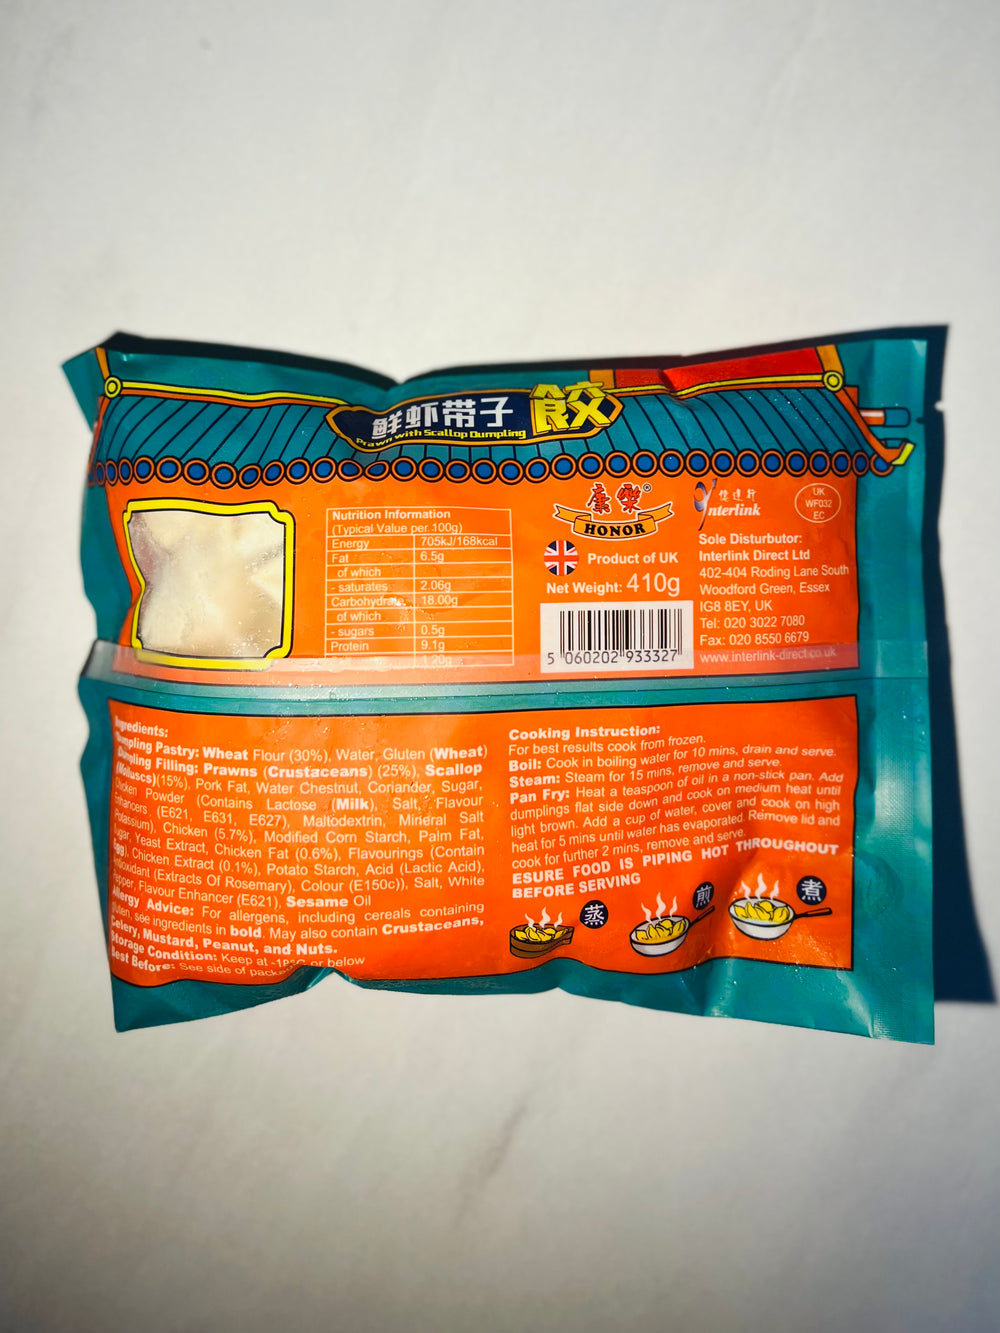 鲜虾带子餃
Prawn with Scallop Dumpling
Nutrition Information
(Typical Value per 100g)
Energy 705kJ/168kcal
Fat 6.5g
of which
- saturates 2.06g
Carbohydrate 18.00g
of which
- sugars 0.5g
Protein 9.1g
1.20g
康樂®
HONOR
Product of UK
Net Weight: 410g
5 060202 933327
Interlink
UK
WF032
EC
Sole Disturbutor:
Interlink Direct Ltd
402-404 Roding Lane South
Woodford Green, Essex
IG8 8EY, UK
Tel: 020 3022 7080
Fax: 020 8550 6679
www.interlink-direct.co.uk
Ingredients:
Dumpling Pastry: Wheat Flour (30%), Water, Gluten (Wheat)
Dumpling Filling: Prawns (Crustaceans) (25%), Scallop
(Molluscs)(15%), Pork Fat, Water Chestnut, Coriander, Sugar,
Chicken Powder (Contains Lactose (Milk), Salt, Flavour
Enhancers (E621, E631, E627), Maltodextrin, Mineral Salt
Potassium), Chicken (5.7%), Modified Corn Starch, Palm Fat,
Sugar, Yeast Extract, Chicken Fat (0.6%), Flavourings (Contain
Egg), Chicken Extract (0.1%), Potato Starch, Acid (Lactic Acid),
Antioxidant (Extracts Of Rosemary), Colour (E150c)), Salt, White
Pepper, Flavour Enhancer (E621), Sesame Oil
Allergy Advice: For allergens, including cereals containing
gluten, see ingredients in bold. May also contain Crustaceans,
Celery, Mustard, Peanut, and Nuts.
Storage Condition: Keep at -18°C or below
Best Before: See side of package
Cooking Instruction:
For best results cook from frozen.
Boil: Cook in boiling water for 10 mins, drain and serve.
Steam: Steam for 15 mins, remove and serve.
Pan Fry: Heat a teaspoon of oil in a non-stick pan. Add
dumplings flat side down and cook on medium heat until
light brown. Add a cup of water, cover and cook on high
heat for 5 mins until water has evaporated. Remove lid and
cook for further 2 mins, remove and serve.
ESURE FOOD IS PIPING HOT THROUGHOUT
BEFORE SERVING
蒸 煎 煮